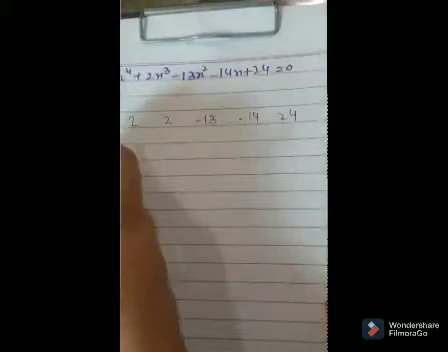 x⁴ + 2x³ - 13x² - 14x + 24 = 0
2 2 -13 -14 24
Wondershare
FilmoraGo